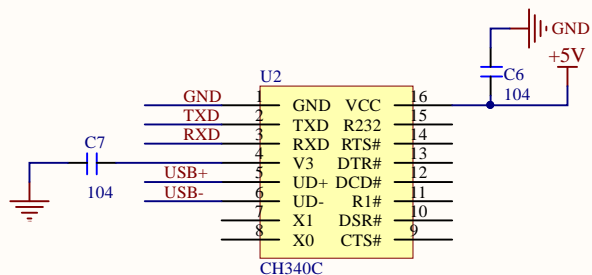 GND
+5V
C6
104
U2
GND 1 GND VCC 16
TXD 2 TXD R232 15
RXD 3 RXD RTS# 14
C7 4 V3 DTR# 13
104
USB+ 5 UD+ DCD# 12
USB- 6 UD- R1# 11
7 X1 DSR# 10
8 X0 CTS# 9
CH340C